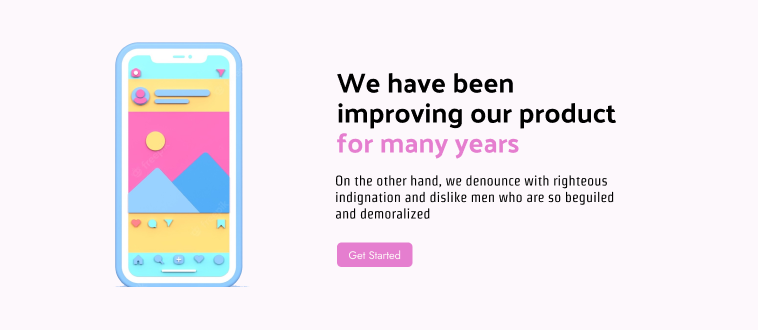 We have been
improving our product
for many years
On the other hand, we denounce with righteous
indignation and dislike men who are so beguiled
and demoralized
Get Started